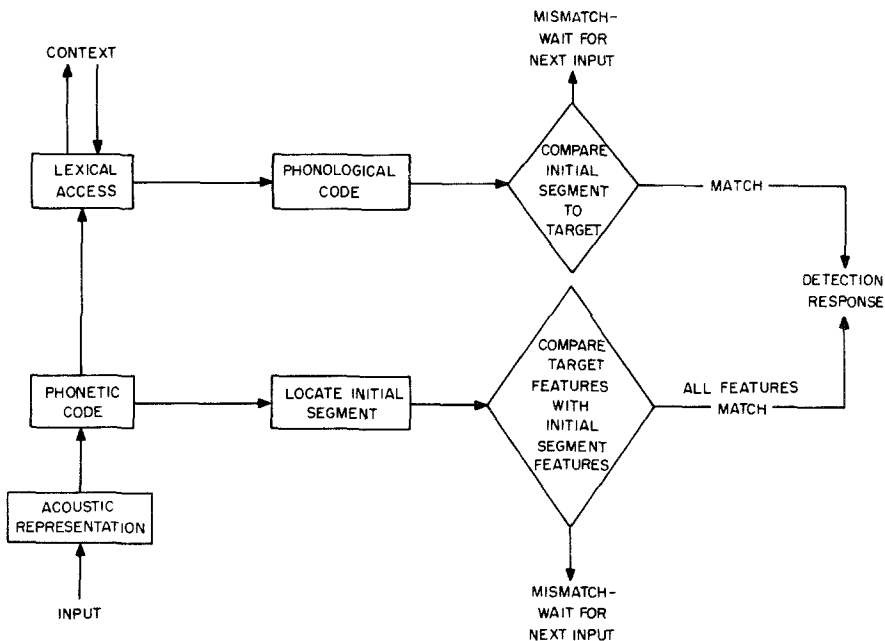 MISMATCH-
WAIT FOR
NEXT INPUT
CONTEXT
LEXICAL
ACCESS
PHONOLOGICAL
CODE
COMPARE
INITIAL
SEGMENT
TO
TARGET
MATCH
DETECTION
RESPONSE
PHONETIC
CODE
LOCATE INITIAL
SEGMENT
COMPARE
TARGET
FEATURES
WITH
INITIAL
SEGMENT
FEATURES
ALL FEATURES
MATCH
ACOUSTIC
REPRESENTATION
INPUT
MISMATCH-
WAIT FOR
NEXT INPUT